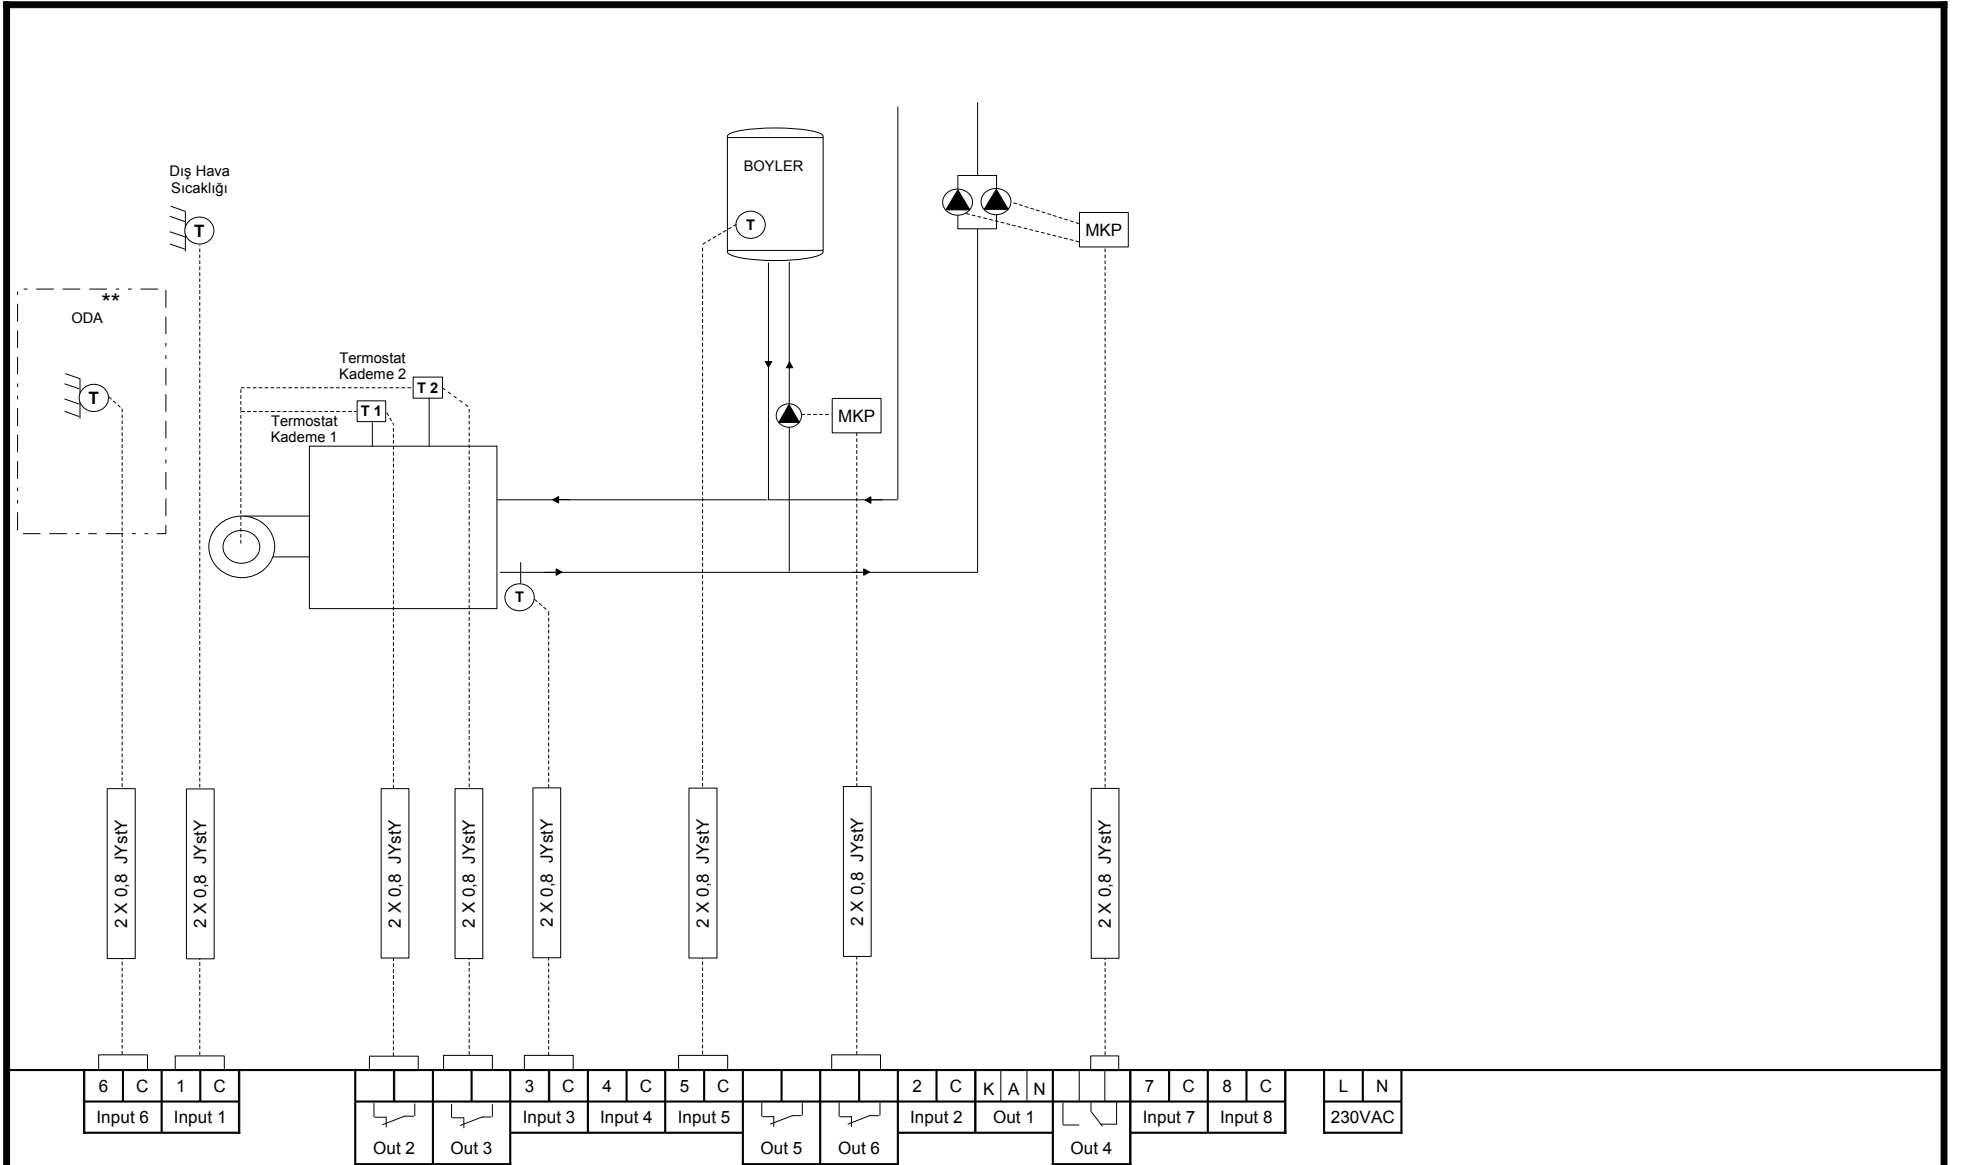 BOYLER
Dış Hava
Sıcaklığı
T
T
MKP
**
ODA
T
Termostat
Kademe 2
T 2
T 1
Termostat
Kademe 1
MKP
T
2 X 0,8 JYstY
2 X 0,8 JYstY
2 X 0,8 JYstY
2 X 0,8 JYstY
2 X 0,8 JYstY
2 X 0,8 JYstY
2 X 0,8 JYstY
2 X 0,8 JYstY
6 C 1 C 3 C 4 C 5 C 2 C K A N 7 C 8 C L N
Input 6 Input 1 Input 3 Input 4 Input 5 Input 2 Out 1 Input 7 Input 8 230VAC
Out 2 Out 3 Out 5 Out 6 Out 4